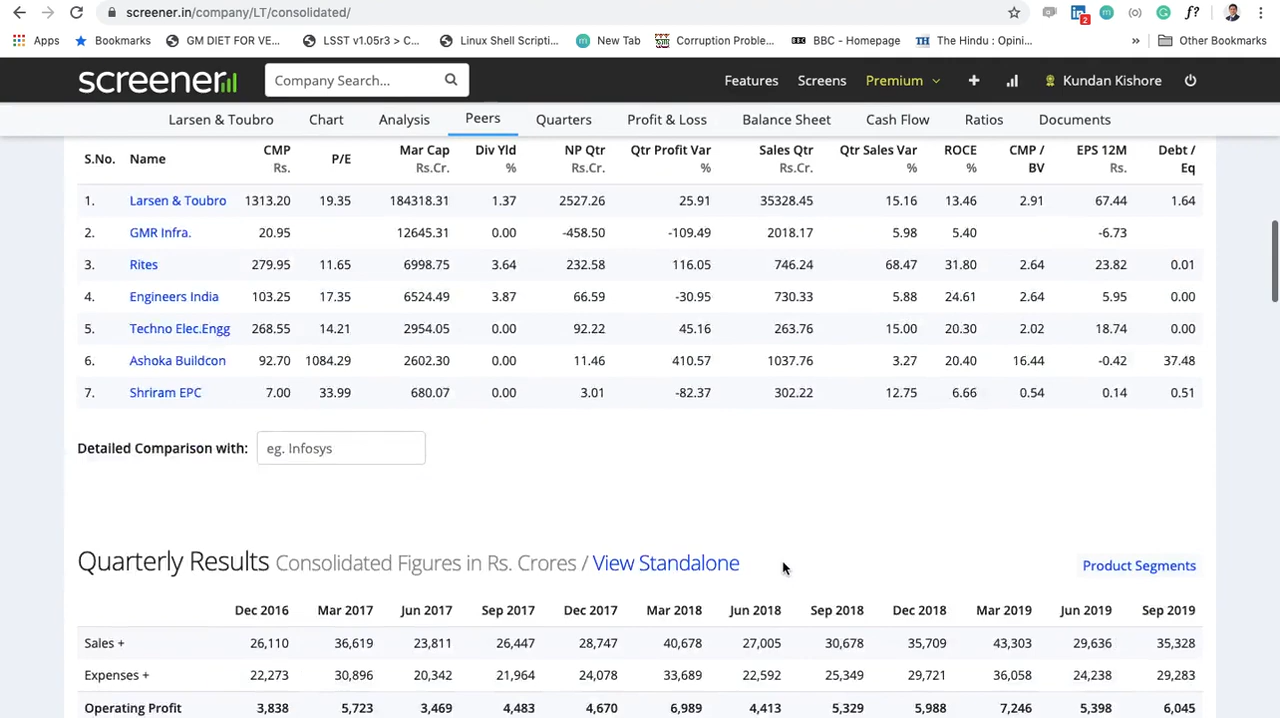 screener.in/company/LT/consolidated/
2
f?
Apps Bookmarks GM DIET FOR VE... LSST v1.05r3 > C... Linux Shell Scripti... New Tab Corruption Proble... BBC - Homepage The Hindu : Opini... » Other Bookmarks
screener Company Search... Features Screens Premium Kundan Kishore
Larsen & Toubro Chart Analysis Peers Quarters Profit & Loss Balance Sheet Cash Flow Ratios Documents
S.No. Name CMP Rs. P/E Mar Cap Rs.Cr. Div Yld % NP Qtr Rs.Cr. Qtr Profit Var % Sales Qtr Rs.Cr. Qtr Sales Var % ROCE % CMP / BV EPS 12M Rs. Debt / Eq
1. Larsen & Toubro 1313.20 19.35 184318.31 1.37 2527.26 25.91 35328.45 15.16 13.46 2.91 67.44 1.64
2. GMR Infra. 20.95 12645.31 0.00 -458.50 -109.49 2018.17 5.98 5.40 -6.73
3. Rites 279.95 11.65 6998.75 3.64 232.58 116.05 746.24 68.47 31.80 2.64 23.82 0.01
4. Engineers India 103.25 17.35 6524.49 3.87 66.59 -30.95 730.33 5.88 24.61 2.64 5.95 0.00
5. Techno Elec.Engg 268.55 14.21 2954.05 0.00 92.22 45.16 263.76 15.00 20.30 2.02 18.74 0.00
6. Ashoka Buildcon 92.70 1084.29 2602.30 0.00 11.46 410.57 1037.76 3.27 20.40 16.44 -0.42 37.48
7. Shriram EPC 7.00 33.99 680.07 0.00 3.01 -82.37 302.22 12.75 6.66 0.54 0.14 0.51
Detailed Comparison with: eg. Infosys
Quarterly Results Consolidated Figures in Rs. Crores / View Standalone Product Segments
Dec 2016 Mar 2017 Jun 2017 Sep 2017 Dec 2017 Mar 2018 Jun 2018 Sep 2018 Dec 2018 Mar 2019 Jun 2019 Sep 2019
Sales + 26,110 36,619 23,811 26,447 28,747 40,678 27,005 30,678 35,709 43,303 29,636 35,328
Expenses + 22,273 30,896 20,342 21,964 24,078 33,689 22,592 25,349 29,721 36,058 24,238 29,283
Operating Profit 3,838 5,723 3,469 4,483 4,670 6,989 4,413 5,329 5,988 7,246 5,398 6,045